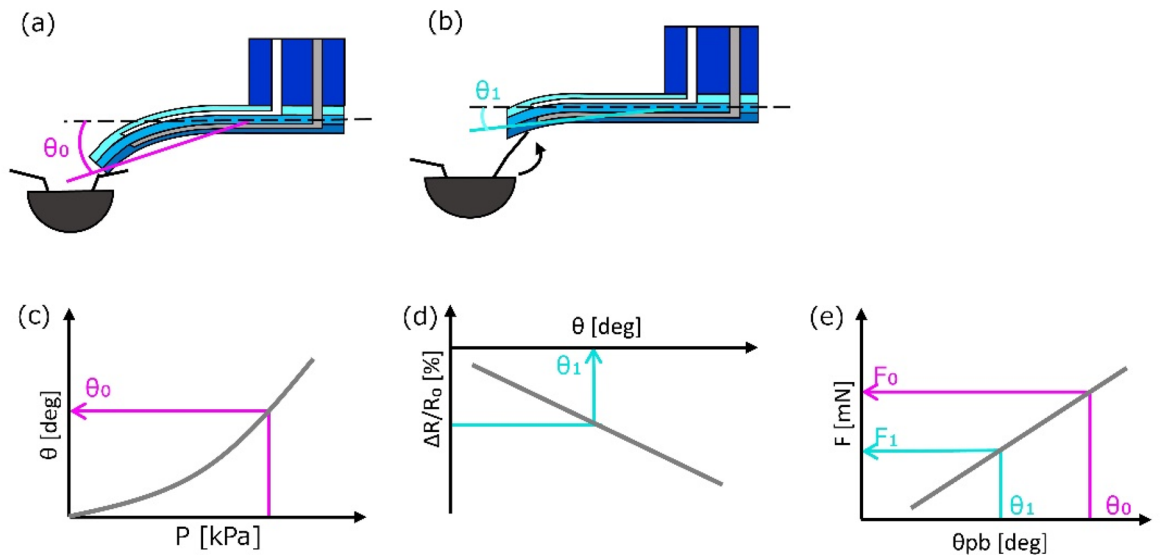 (a)
θ0
(b)
θ1
(c)
θ [deg]
θ0
P [kPa]
(d)
θ [deg]
ΔR/R0 [%]
θ1
(e)
F [mN]
F0
F1
θ1
θ0
θpb [deg]